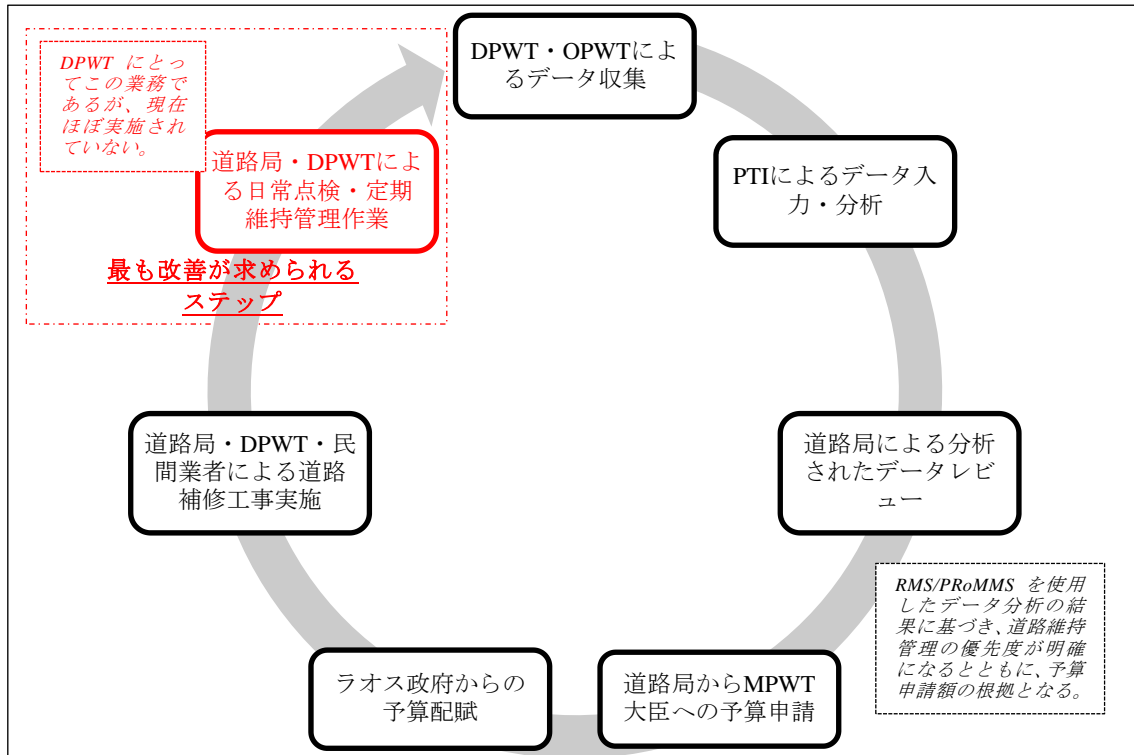 DPWT・OPWTによ
るデータ収集
PTIによるデータ入
力・分析
道路局による分析
されたデータレビ
ュー
RMS/PRoMMS を使用
したデータ分析の結
果に基づき、道路維持
管理の優先度が明確
になるとともに、予算
申請額の根拠となる。
道路局からMPWT
大臣への予算申請
ラオス政府からの
予算配賦
道路局・DPWT・民
間業者による道路
補修工事実施
DPWT にとっ
てこの業務で
あるが、現在
ほぼ実施され
ていない。
道路局・DPWTによ
る日常点検・定期
維持管理作業
最も改善が求められる
ステップ